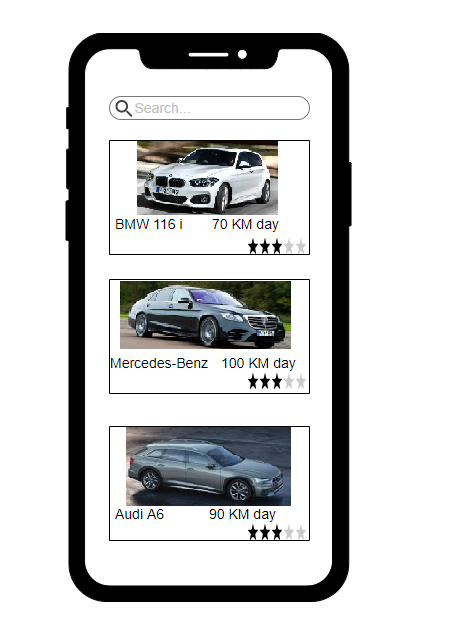 Search...
BMW 116 i 70 KM day
Mercedes-Benz 100 KM day
Audi A6 90 KM day